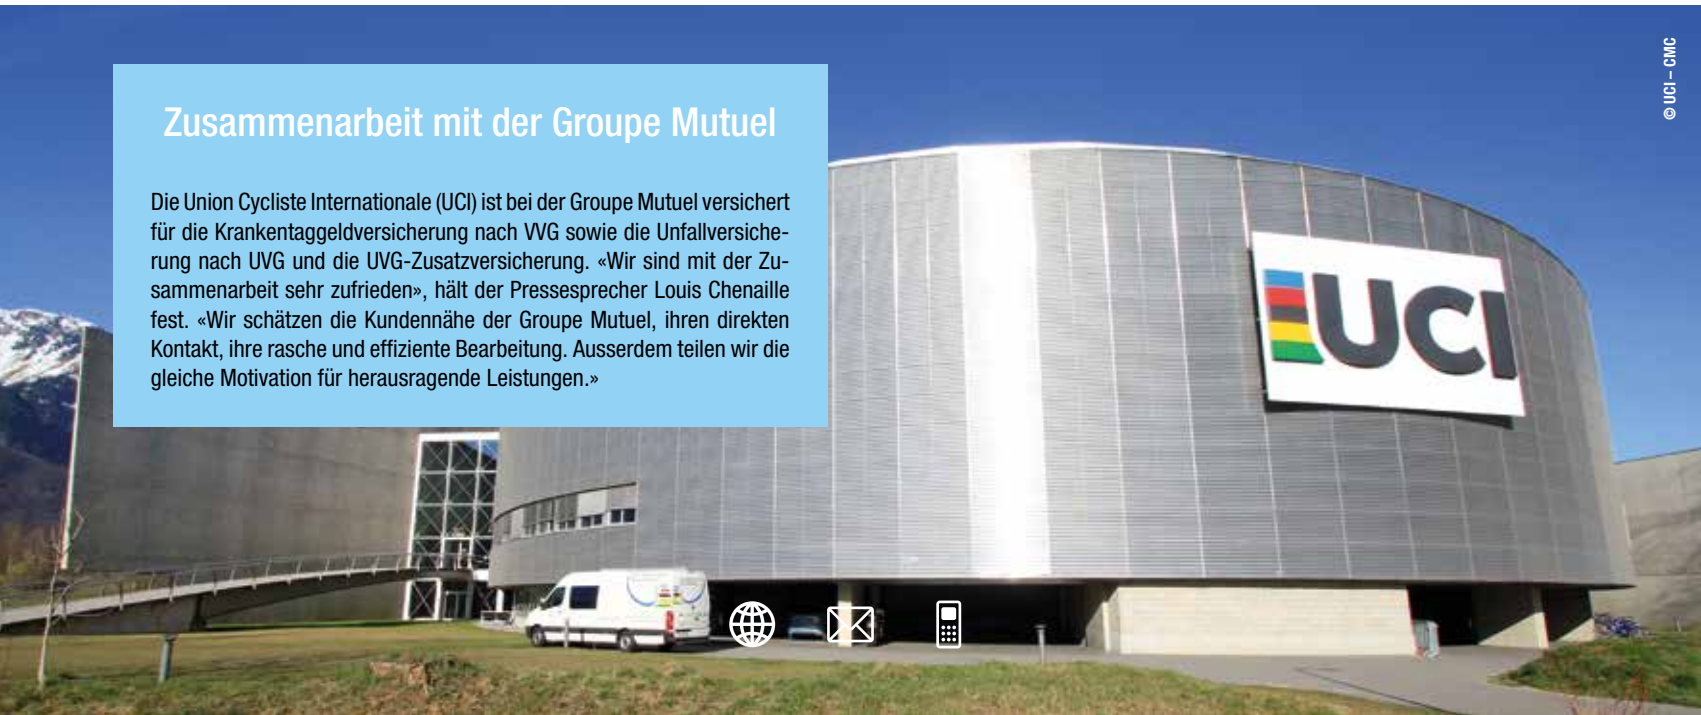 © UCI – CMC
Zusammenarbeit mit der Groupe Mutuel
Die Union Cycliste Internationale (UCI) ist bei der Groupe Mutuel versichert
für die Krankentaggeldversicherung nach VVG sowie die Unfallversiche-
rung nach UVG und die UVG-Zusatzversicherung. «Wir sind mit der Zu-
sammenarbeit sehr zufrieden», hält der Pressesprecher Louis Chenaille
fest. «Wir schätzen die Kundennähe der Groupe Mutuel, ihren direkten
Kontakt, ihre rasche und effiziente Bearbeitung. Ausserdem teilen wir die
gleiche Motivation für herausragende Leistungen.»
UCI